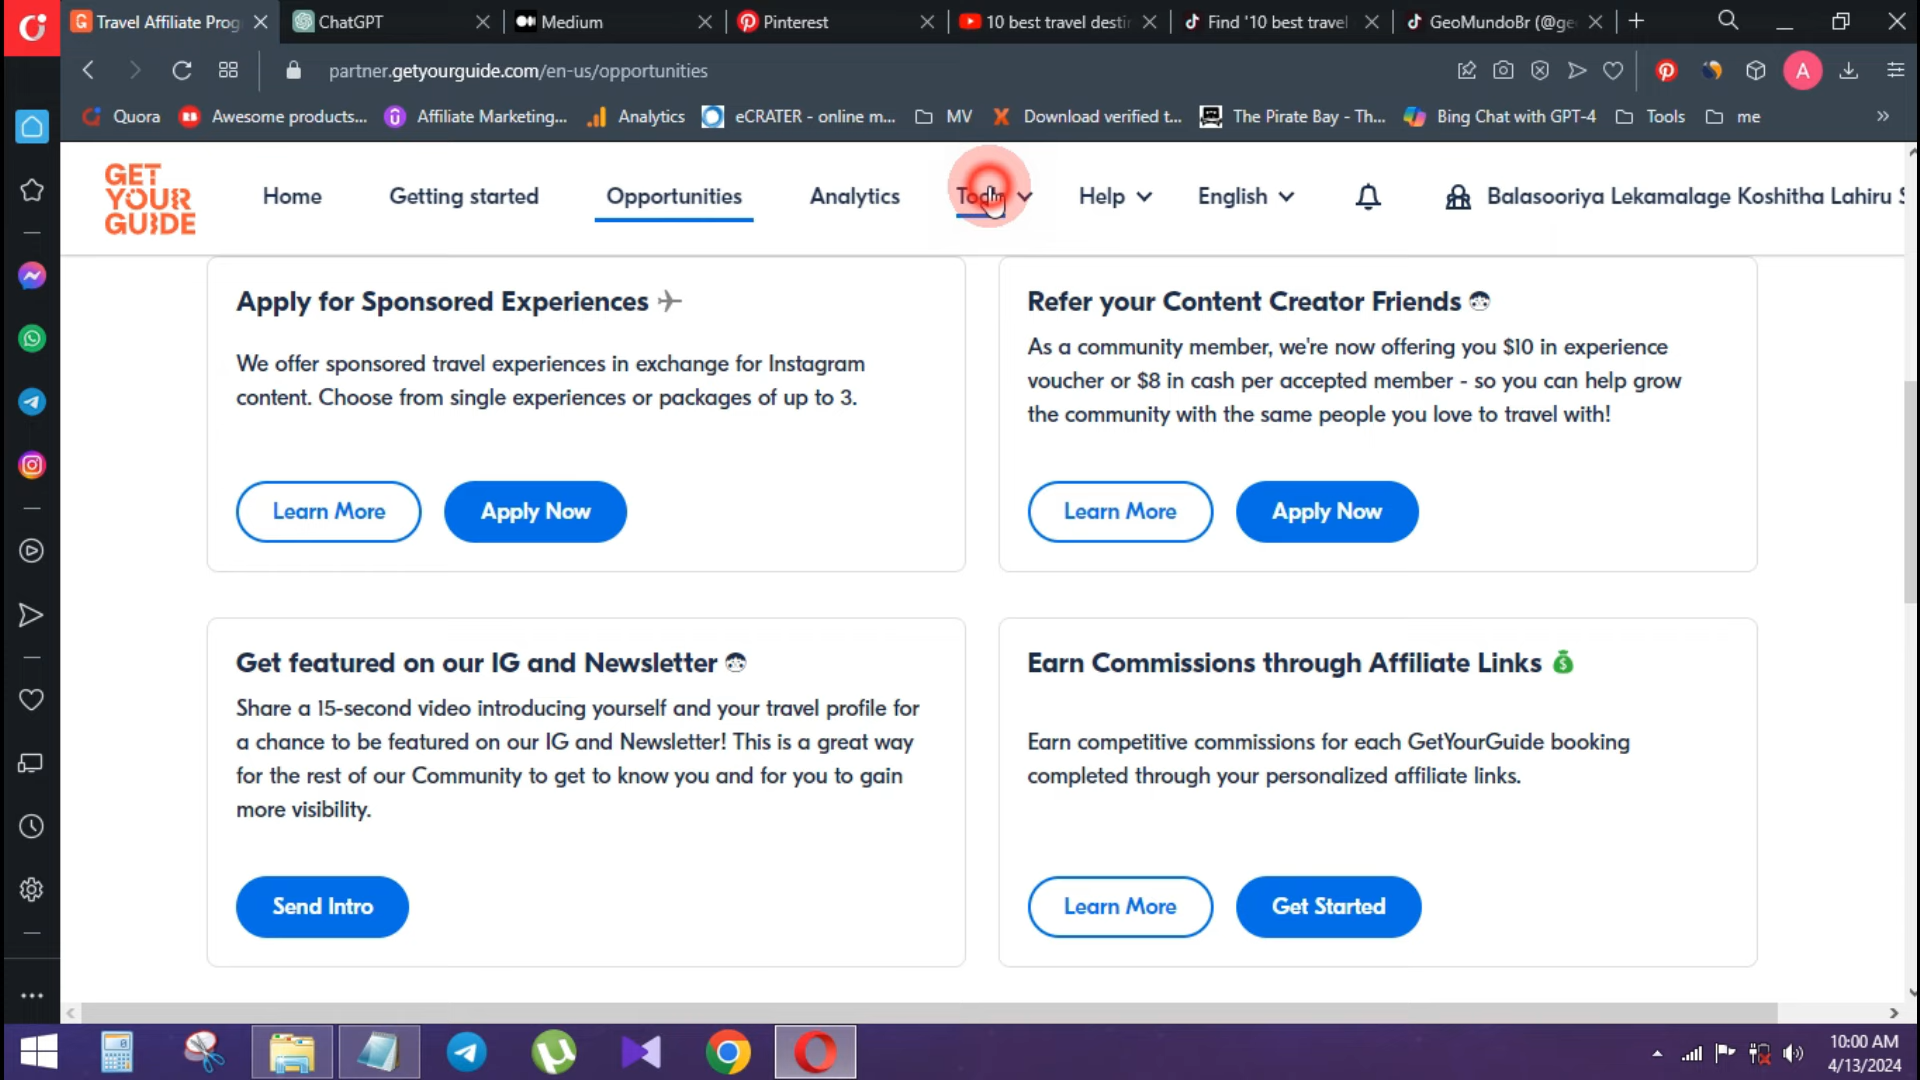 Travel Affiliate Prog
ChatGPT
Medium
Pinterest
10 best travel desti
Find '10 best travel
GeoMundoBr (@ge
partner.getyourguide.com/en-us/opportunities
A
Quora
Awesome products...
Affiliate Marketing...
Analytics
eCRATER - online m...
MV
Download verified t...
The Pirate Bay - Th...
Bing Chat with GPT-4
Tools
me
GET
YOUR
GUIDE
Home
Getting started
Opportunities
Analytics
Help
English
Balasooriya Lekamalage Koshitha Lahiru S
Apply for Sponsored Experiences
We offer sponsored travel experiences in exchange for Instagram
content. Choose from single experiences or packages of up to 3.
Learn More
Apply Now
Refer your Content Creator Friends
As a community member, we're now offering you $10 in experience
voucher or $8 in cash per accepted member - so you can help grow
the community with the same people you love to travel with!
Learn More
Apply Now
Get featured on our IG and Newsletter
Share a 15-second video introducing yourself and your travel profile for
a chance to be featured on our IG and Newsletter! This is a great way
for the rest of our Community to get to know you and for you to gain
more visibility.
Send Intro
Earn Commissions through Affiliate Links
Earn competitive commissions for each GetYourGuide booking
completed through your personalized affiliate links.
Learn More
Get Started
10:00 AM
4/13/2024